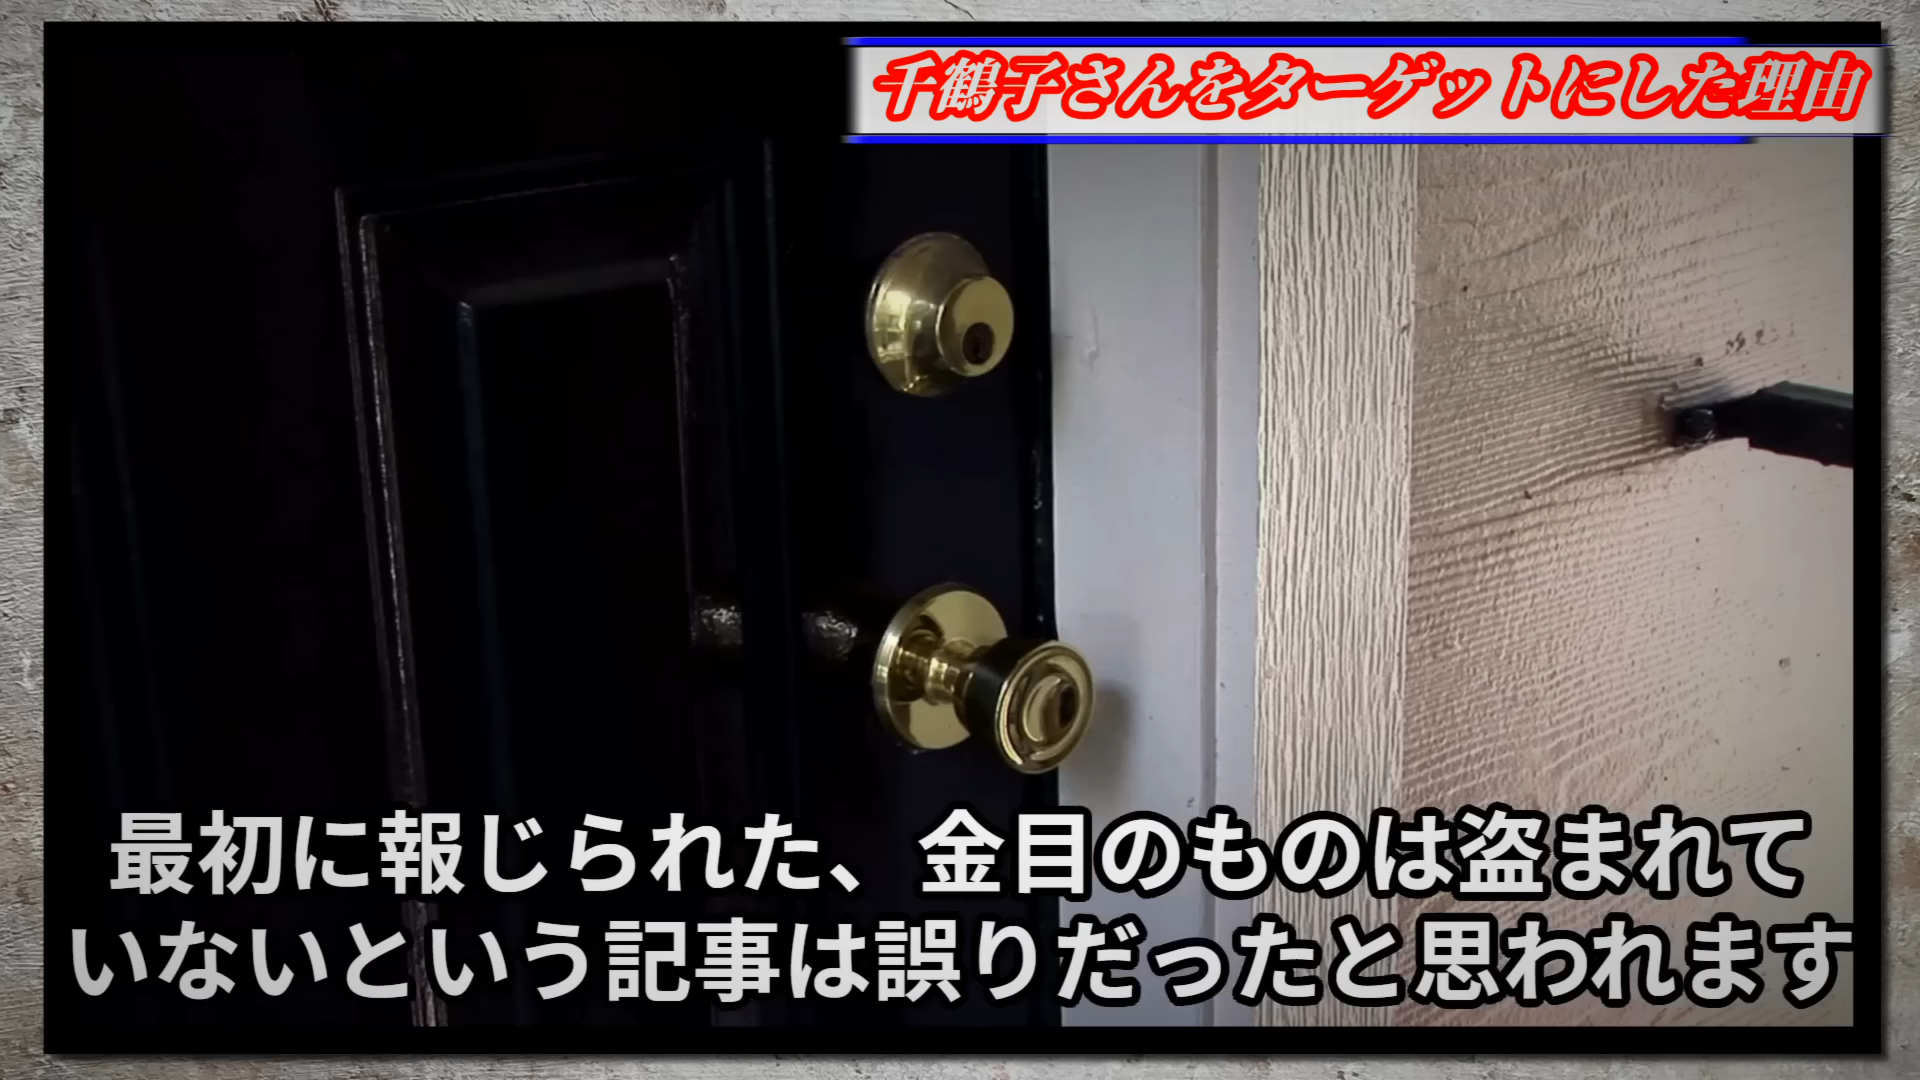 千鶴子さんをターゲットにした理由
最初に報じられた、金目のものは盗まれて
いないという記事は誤りだったと思われます